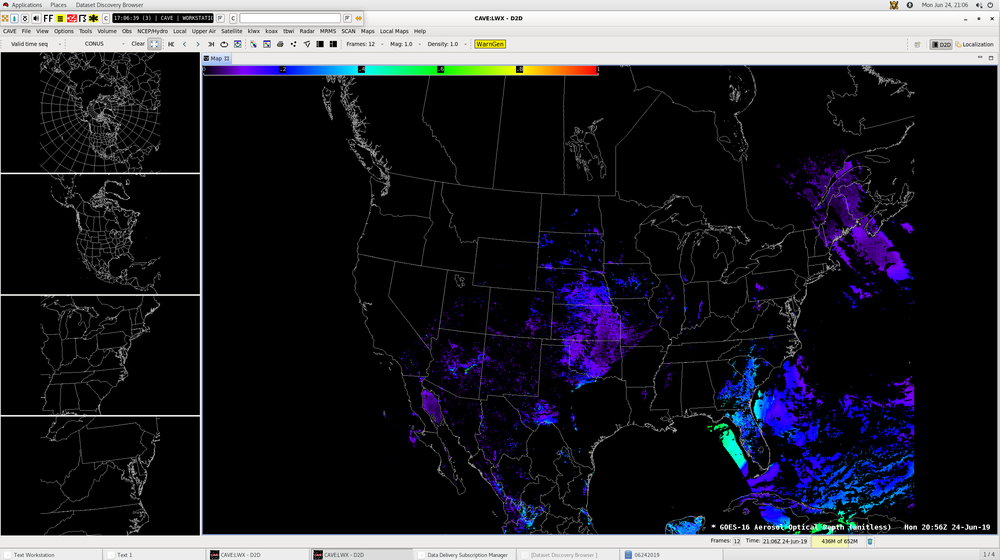 Applications Places Dataset Discovery Browser Mon Jun 24, 21:06
FF C 17:06:39 (3) | CAVE | WORKSTATIO C CAVE:LWX - D2D
CAVE File View Options Tools Volume Obs NCEP/Hydro Local Upper Air Satellite klwx koax tbwi Radar MRMS SCAN Maps Local Maps Help
Valid time seq CONUS Clear Frames: 12 Mag: 1.0 Density: 1.0 WarnGen D2D Localization
Map
0 .2 .4 .6 .8 1
* GOES-16 Aerosol Optical Depth (unitless) Mon 20:56Z 24-Jun-19
Frames: 12 Time: 21:06Z 24-Jun-19 436M of 652M
Text Workstation Text 1 CAVE:LWX - D2D CAVE:LWX - D2D Data Delivery Subscription Manager [Dataset Discovery Browser ] 06242019 1 / 4